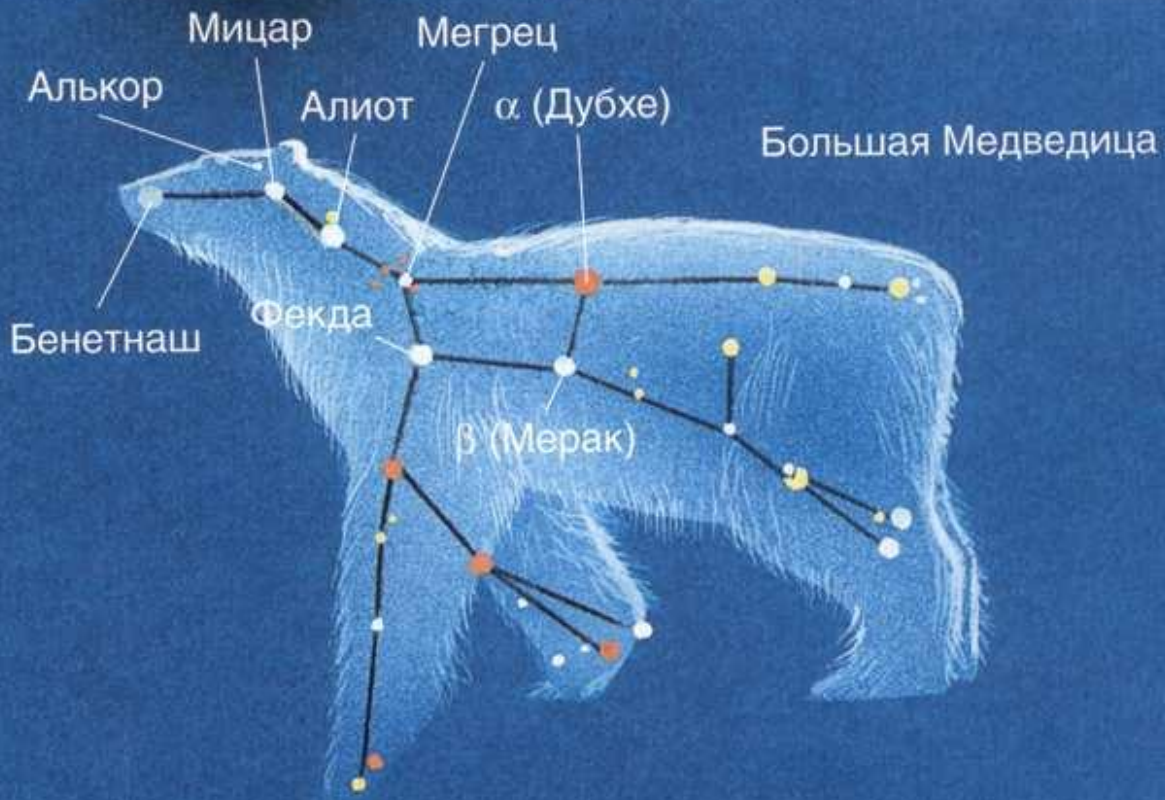 Мицар
Мегрец
Алькор
Алиот
α (Дубхе)
Большая Медведица
Фекда
Бенетнаш
β (Мерак)